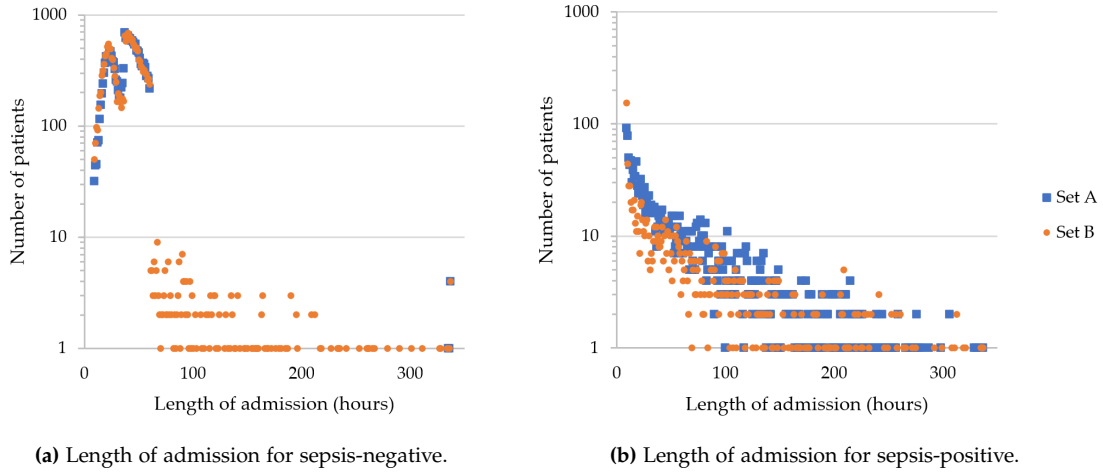 Number of patients
1000
100
10
1
0
100
200
300
Length of admission (hours)
(a) Length of admission for sepsis-negative.
Number of patients
1000
100
10
1
0
100
200
300
Length of admission (hours)
(b) Length of admission for sepsis-positive.
Set A
Set B